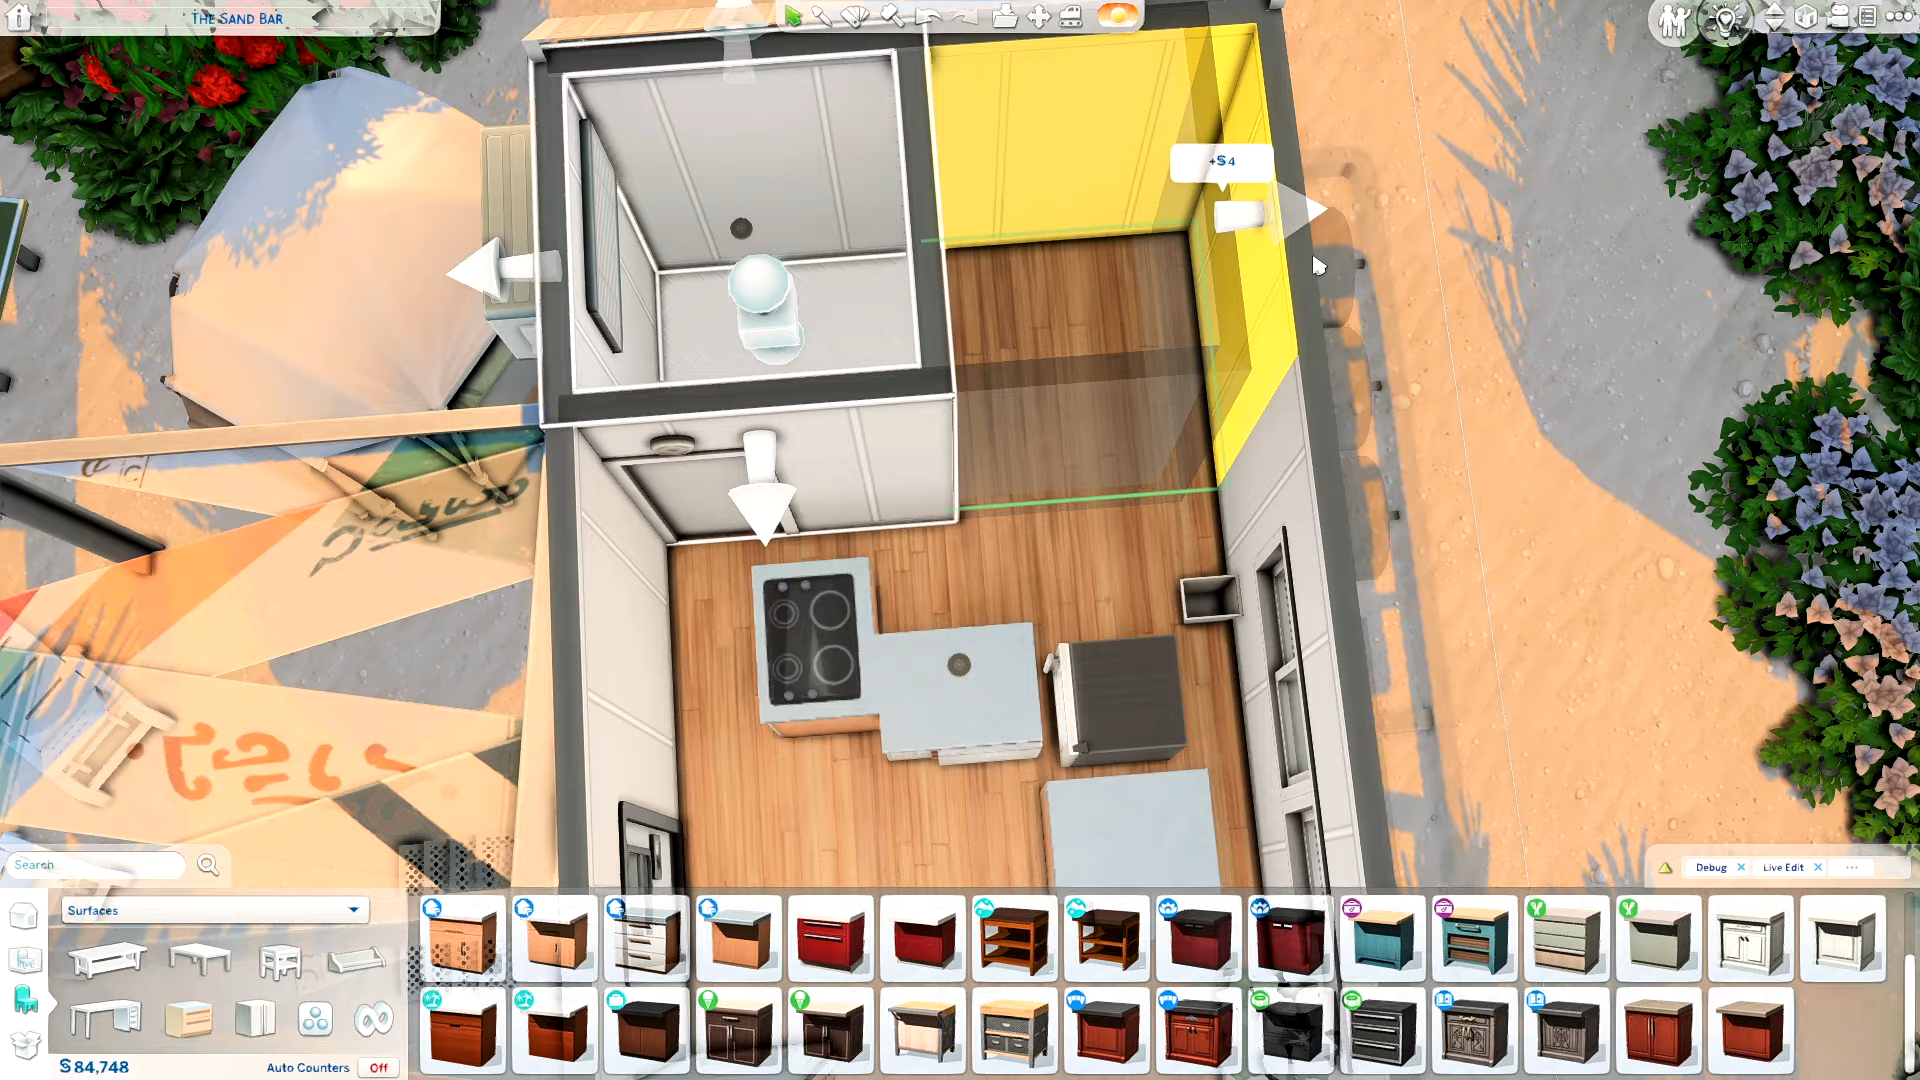 THE SAND BAR
+§4
Search
Debug
Live Edit
Surfaces
§84,748
Auto Counters
Off